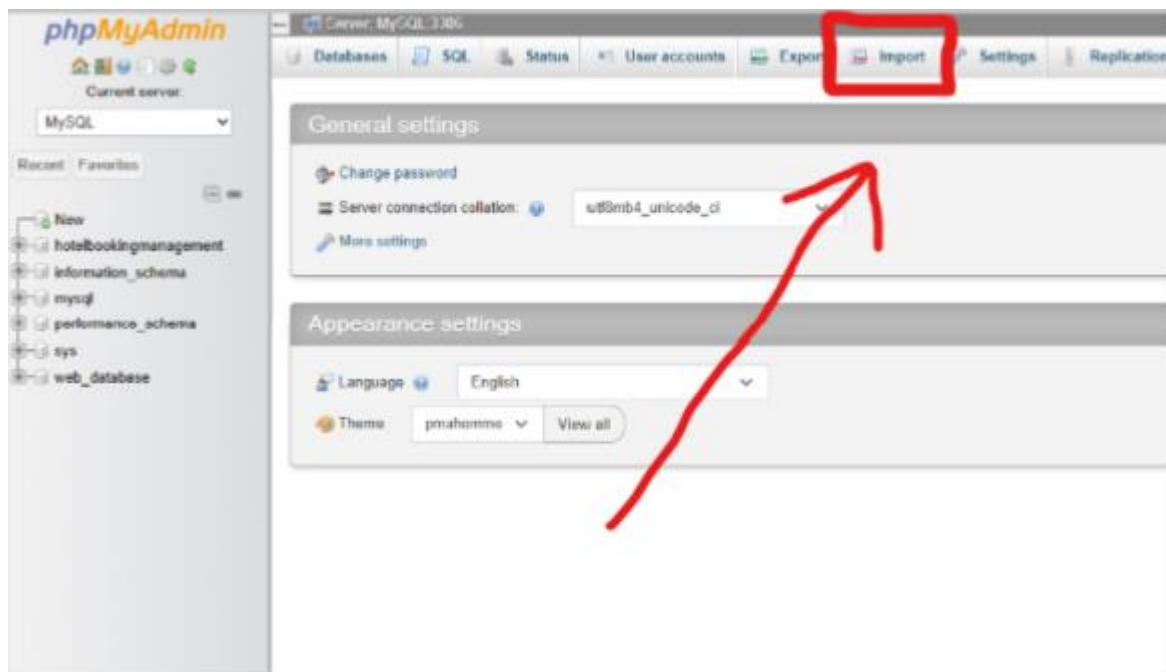 phpMyAdmin
Current server:
MySQL
Recent Favorites
New
hotelbookingmanagement
information_schema
mysql
performance_schema
sys
web_database
Server: MySQL:3306
Databases SQL Status User accounts Export Import Settings Replication
General settings
Change password
Server connection collation: utf8mb4_unicode_ci
More settings
Appearance settings
Language English
Theme pmahomme View all